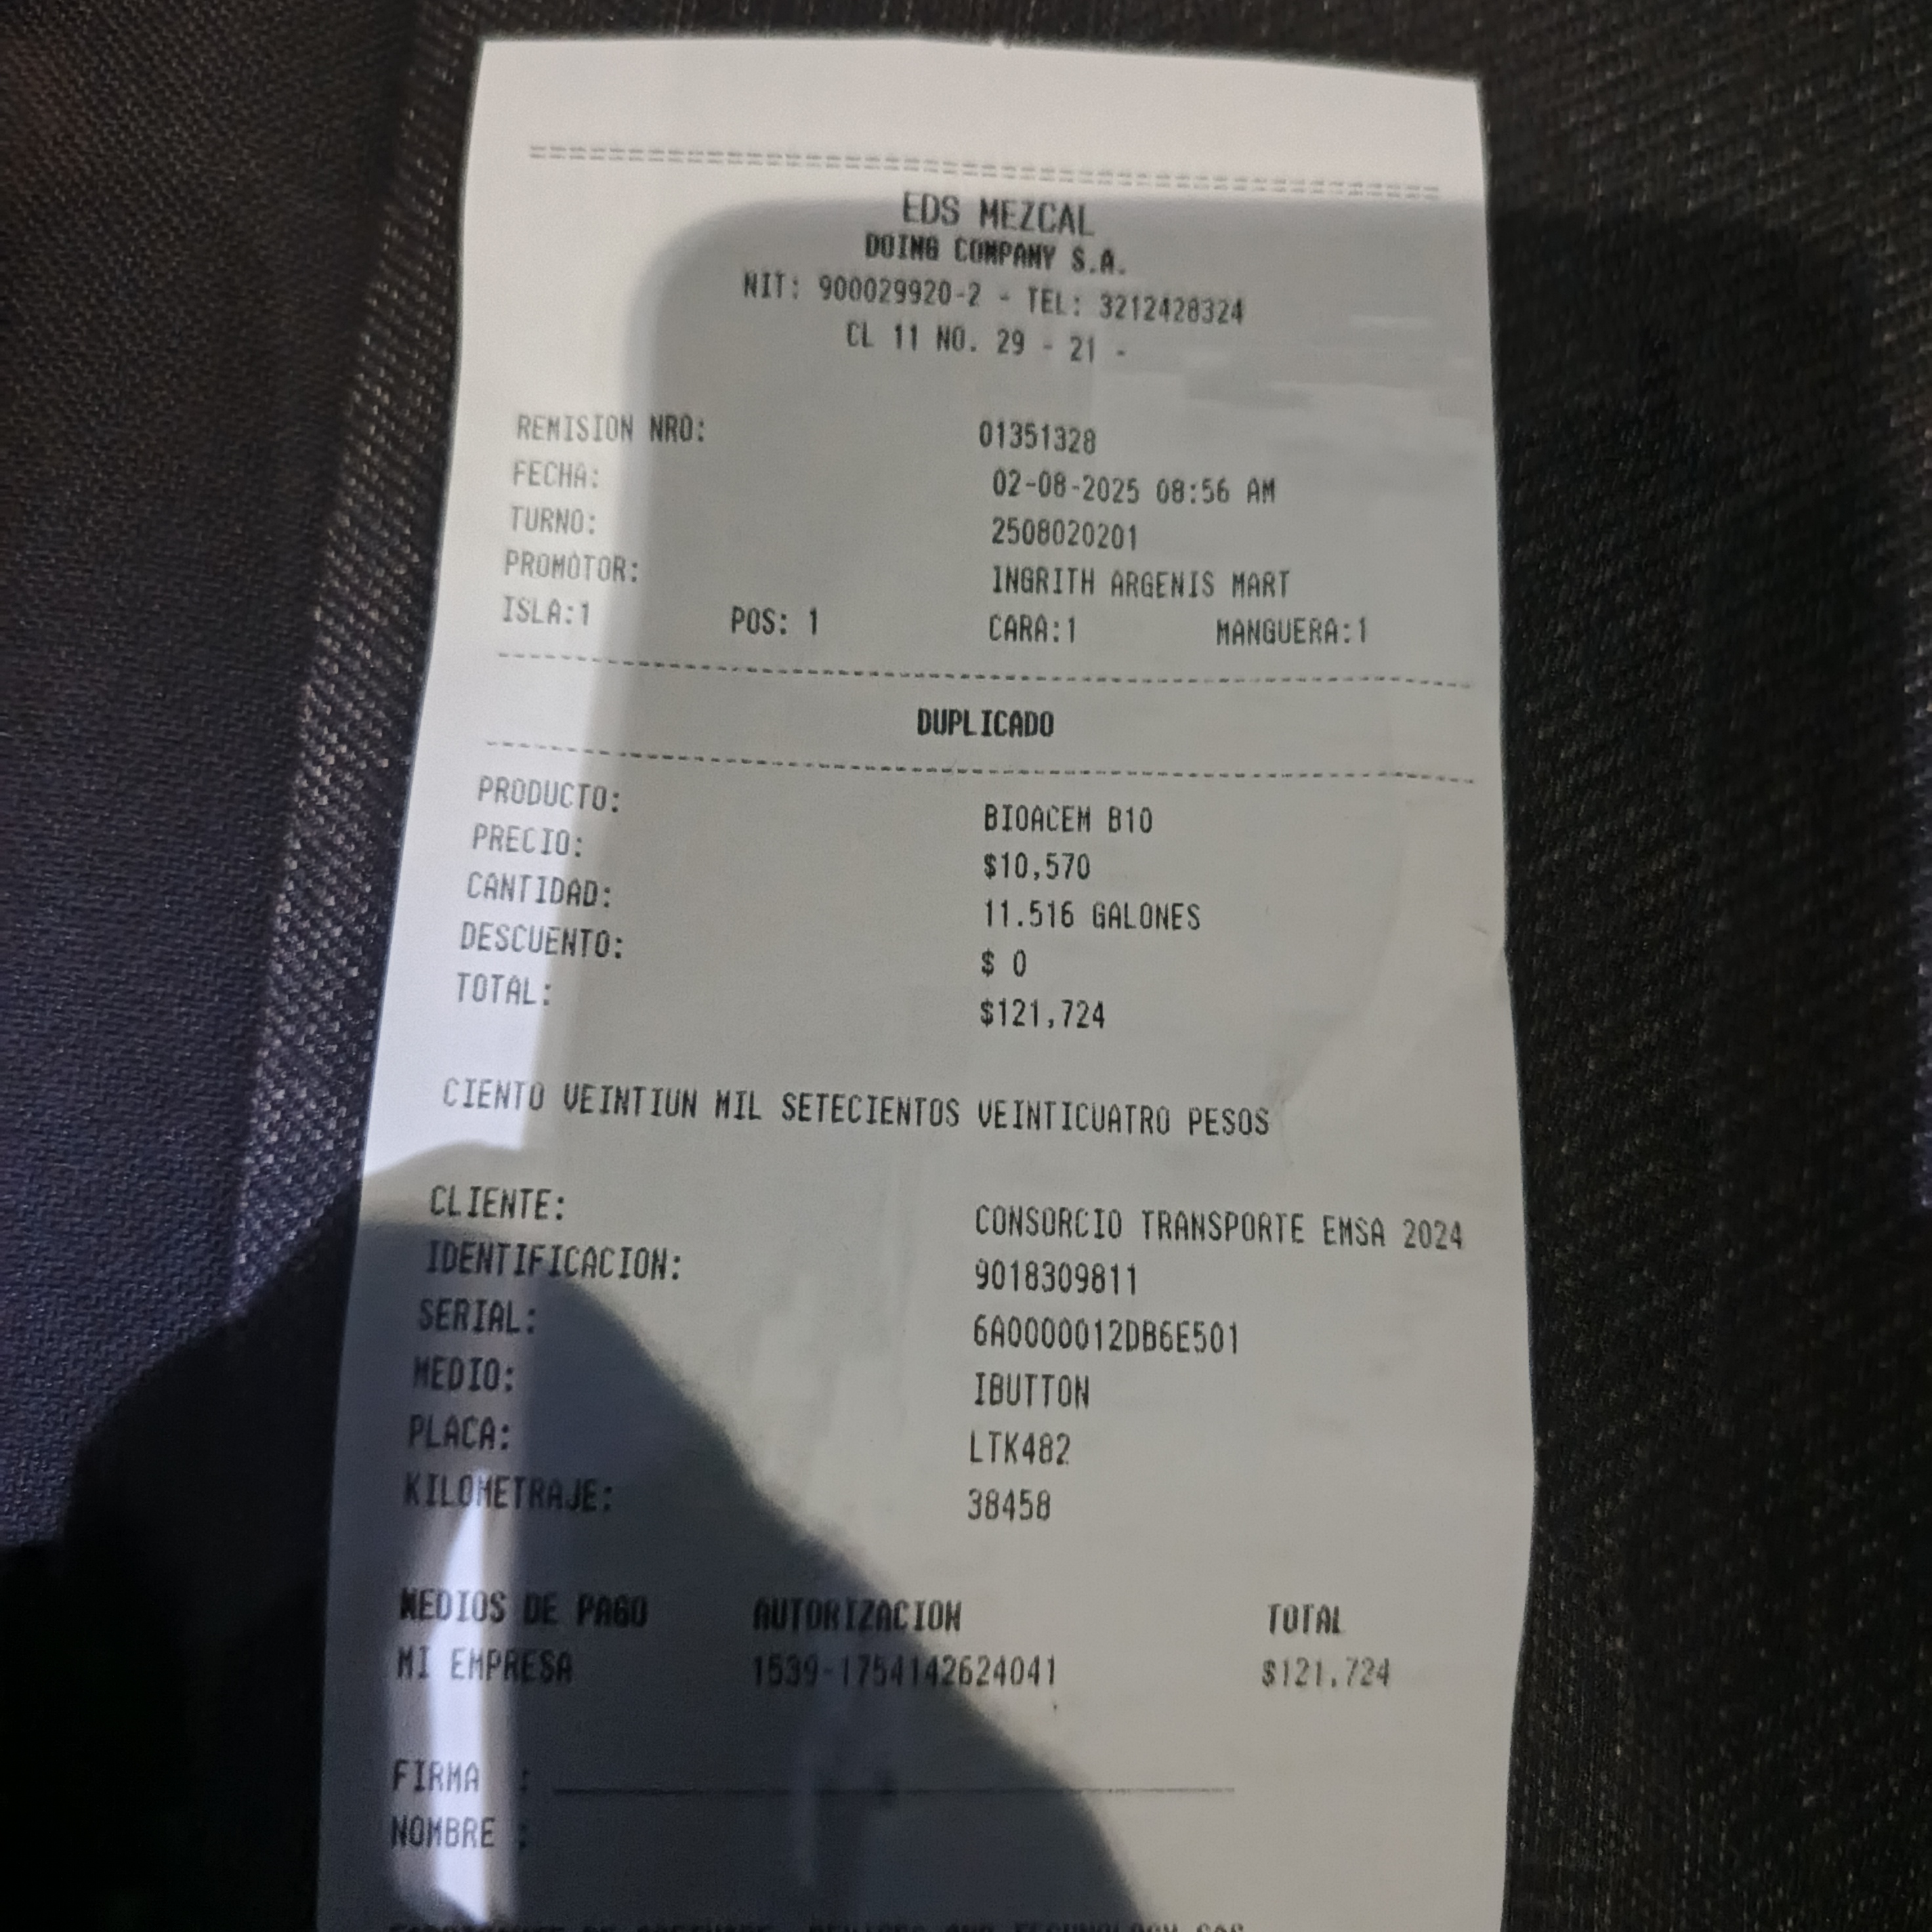 EDS MEZCAL
DOING COMPANY S.A.
NIT: 900029920-2 - TEL: 3212428324
CL 11 NO. 29 - 21 -
REMISION NRO: 01351328
FECHA: 02-08-2025 08:56 AM
TURNO: 2508020201
PROMOTOR: INGRITH ARGENIS MART
ISLA:1 POS: 1 CARA:1 MANGUERA:1
DUPLICADO
PRODUCTO: BIOACEM B10
PRECIO: $10,570
CANTIDAD: 11.516 GALONES
DESCUENTO: $ 0
TOTAL: $121,724
CIENTO VEINTIUN MIL SETECIENTOS VEINTICUATRO PESOS
CLIENTE: CONSORCIO TRANSPORTE EMSA 2024
IDENTIFICACION: 9018309811
SERIAL: 6A0000012DB6E501
MEDIO: IBUTTON
PLACA: LTK482
KILOMETRAJE: 38458
MEDIOS DE PAGO AUTORIZACION TOTAL
MI EMPRESA 1539-1754142624041 $121,724
FIRMA :
NOMBRE :